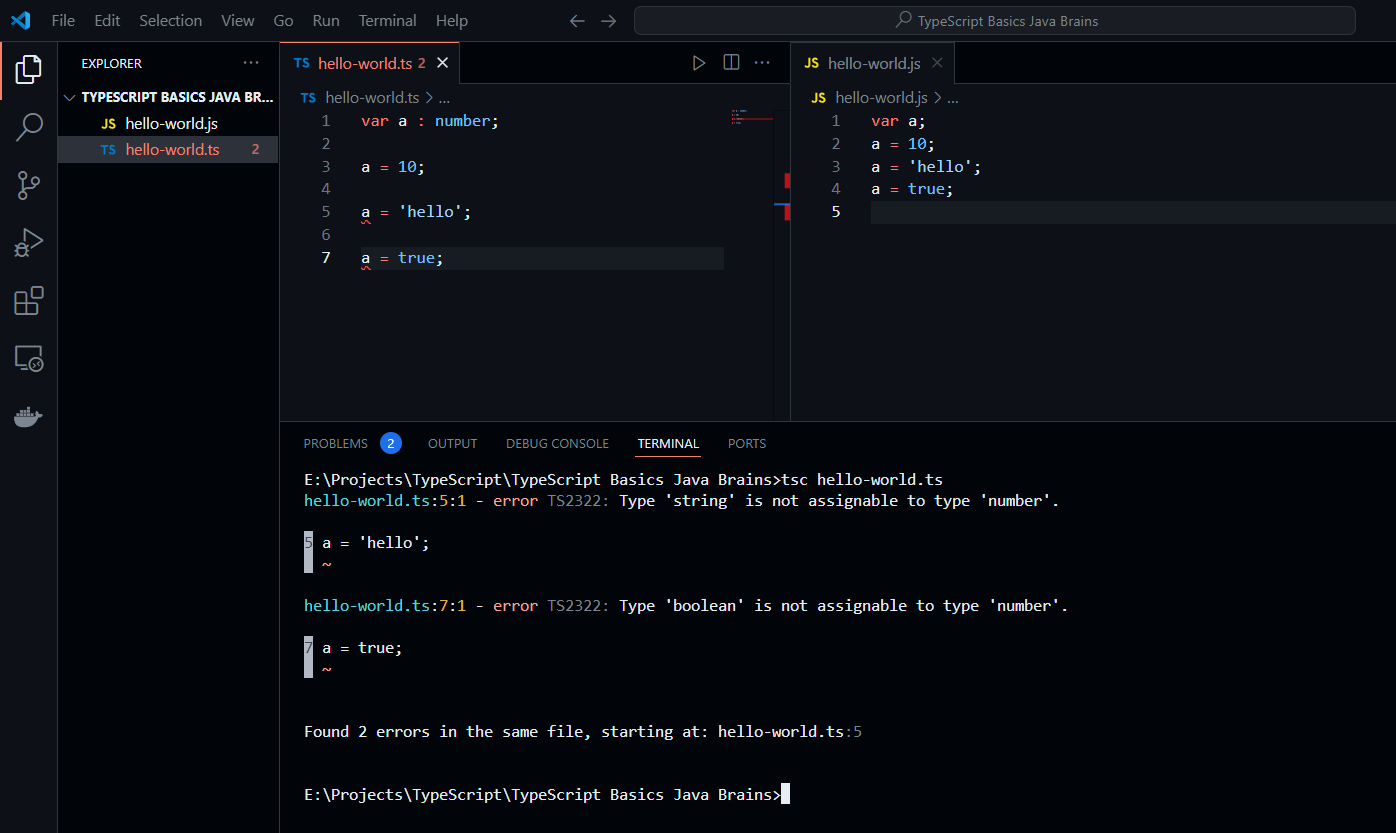 File Edit Selection View Go Run Terminal Help
TypeScript Basics Java Brains
EXPLORER ...
TYPESCRIPT BASICS JAVA BR...
JS hello-world.js
TS hello-world.ts 2
TS hello-world.ts 2
TS hello-world.ts > ...
1 var a : number;
2
3 a = 10;
4
5 a = 'hello';
6
7 a = true;
JS hello-world.js
JS hello-world.js > ...
1 var a;
2 a = 10;
3 a = 'hello';
4 a = true;
5
PROBLEMS 2 OUTPUT DEBUG CONSOLE TERMINAL PORTS
E:\Projects\TypeScript\TypeScript Basics Java Brains>tsc hello-world.ts
hello-world.ts:5:1 - error TS2322: Type 'string' is not assignable to type 'number'.
5 a = 'hello';
~
hello-world.ts:7:1 - error TS2322: Type 'boolean' is not assignable to type 'number'.
7 a = true;
~
Found 2 errors in the same file, starting at: hello-world.ts:5
E:\Projects\TypeScript\TypeScript Basics Java Brains>